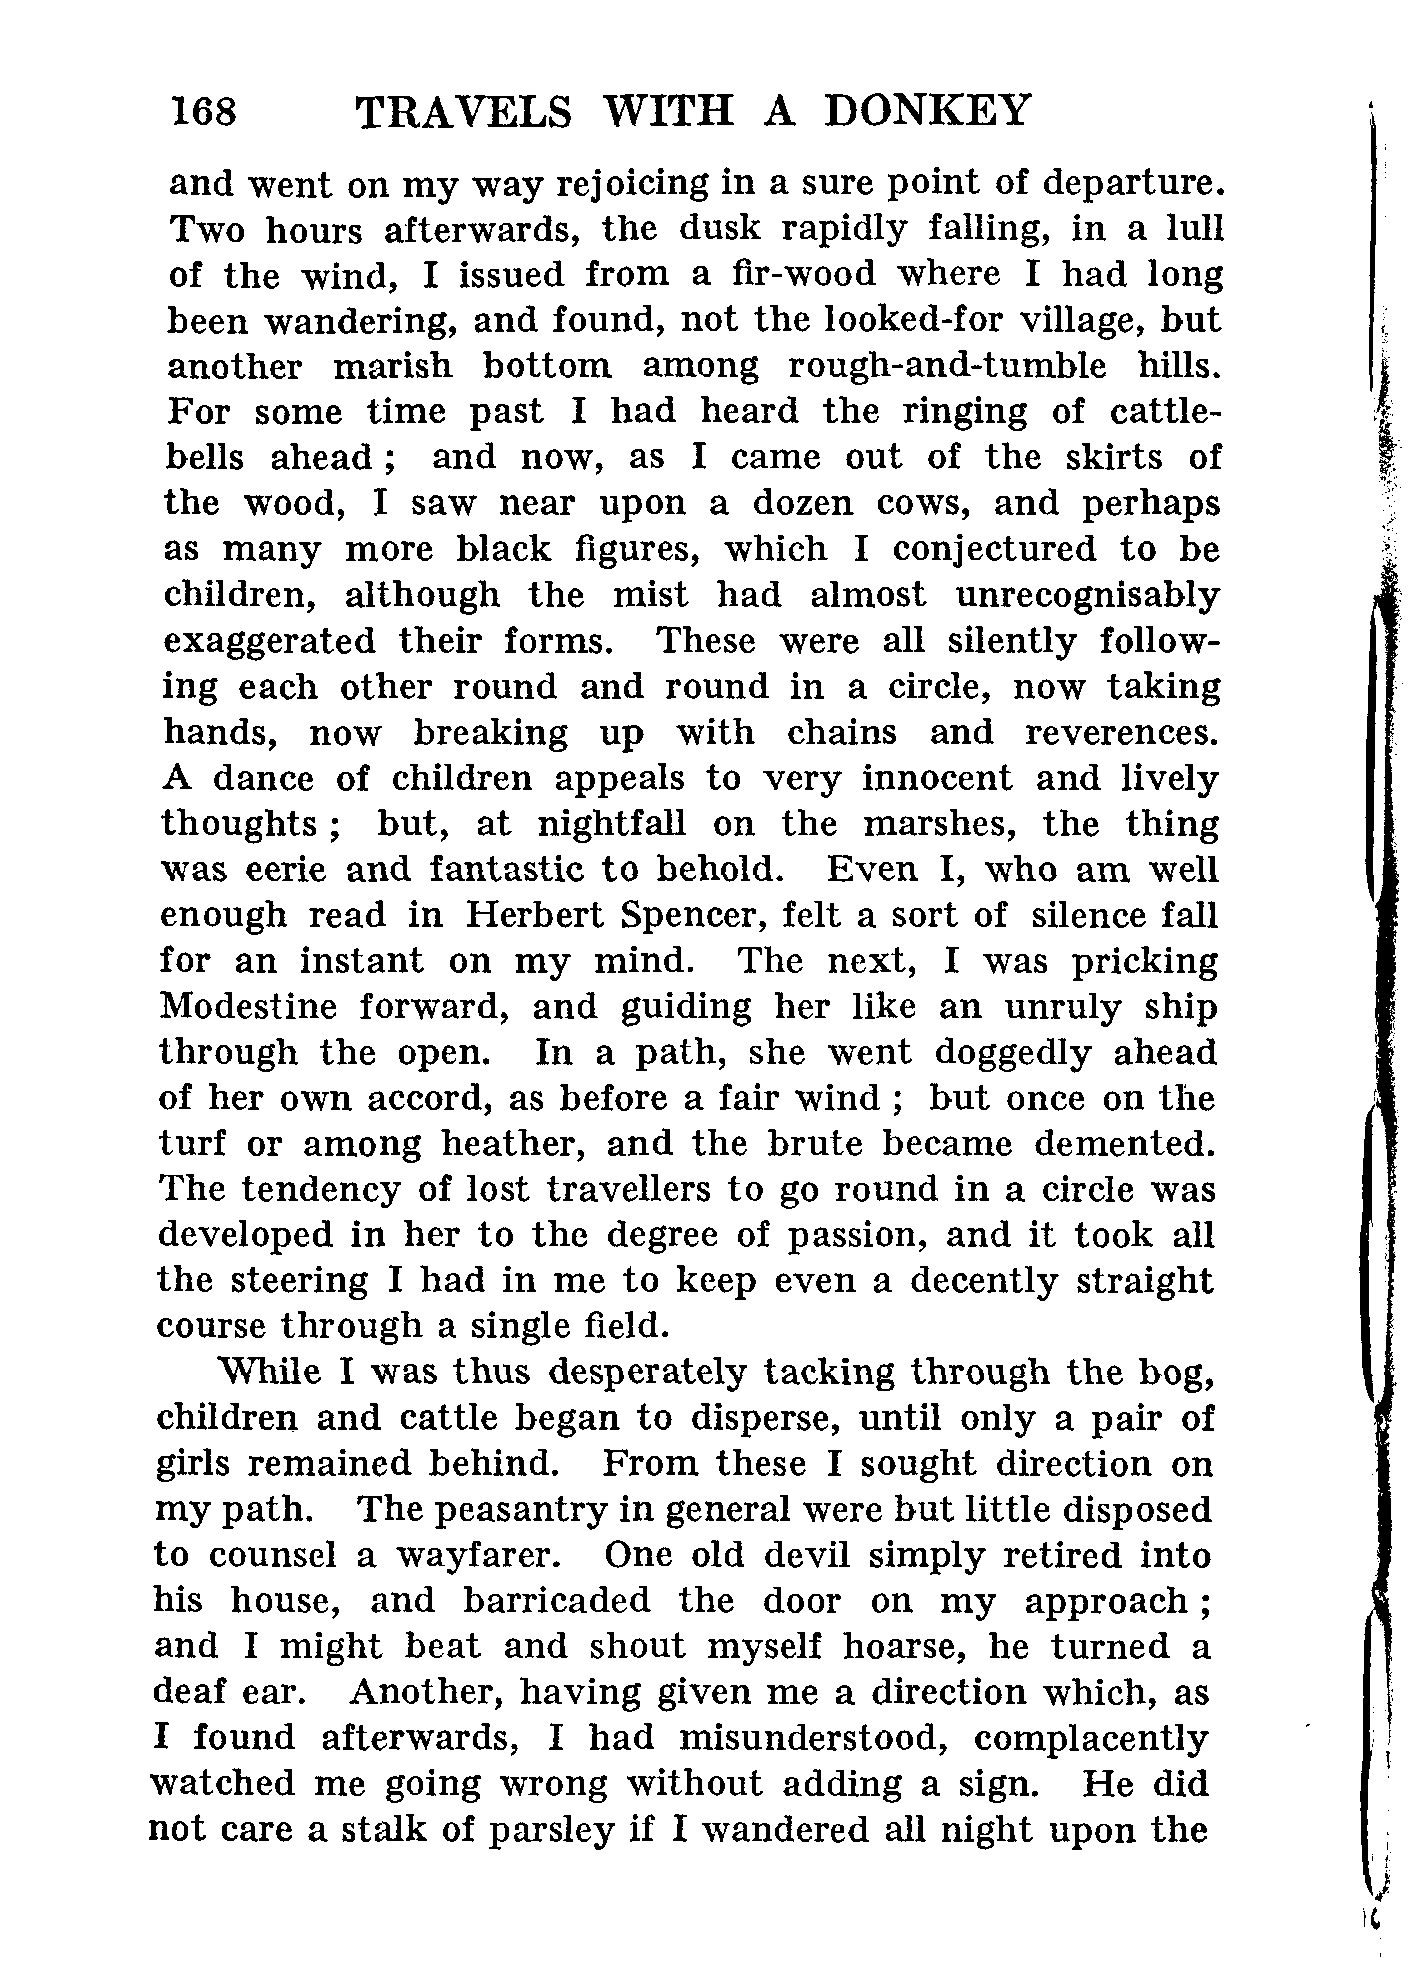 168 TRAVELS WITH A DONKEY
and went on my way rejoicing in a sure point of departure.
Two hours afterwards, the dusk rapidly falling, in a lull
of the wind, I issued from a fir-wood where I had long
been wandering, and found, not the looked-for village, but
another marish bottom among rough-and-tumble hills.
For some time past I had heard the ringing of cattle-
bells ahead ; and now, as I came out of the skirts of
the wood, I saw near upon a dozen cows, and perhaps
as many more black figures, which I conjectured to be
children, although the mist had almost unrecognisably
exaggerated their forms. These were all silently follow-
ing each other round and round in a circle, now taking
hands, now breaking up with chains and reverences.
A dance of children appeals to very innocent and lively
thoughts ; but, at nightfall on the marshes, the thing
was eerie and fantastic to behold. Even I, who am well
enough read in Herbert Spencer, felt a sort of silence fall
for an instant on my mind. The next, I was pricking
Modestine forward, and guiding her like an unruly ship
through the open. In a path, she went doggedly ahead
of her own accord, as before a fair wind ; but once on the
turf or among heather, and the brute became demented.
The tendency of lost travellers to go round in a circle was
developed in her to the degree of passion, and it took all
the steering I had in me to keep even a decently straight
course through a single field.
While I was thus desperately tacking through the bog,
children and cattle began to disperse, until only a pair of
girls remained behind. From these I sought direction on
my path. The peasantry in general were but little disposed
to counsel a wayfarer. One old devil simply retired into
his house, and barricaded the door on my approach ;
and I might beat and shout myself hoarse, he turned a
deaf ear. Another, having given me a direction which, as
I found afterwards, I had misunderstood, complacently
watched me going wrong without adding a sign. He did
not care a stalk of parsley if I wandered all night upon the